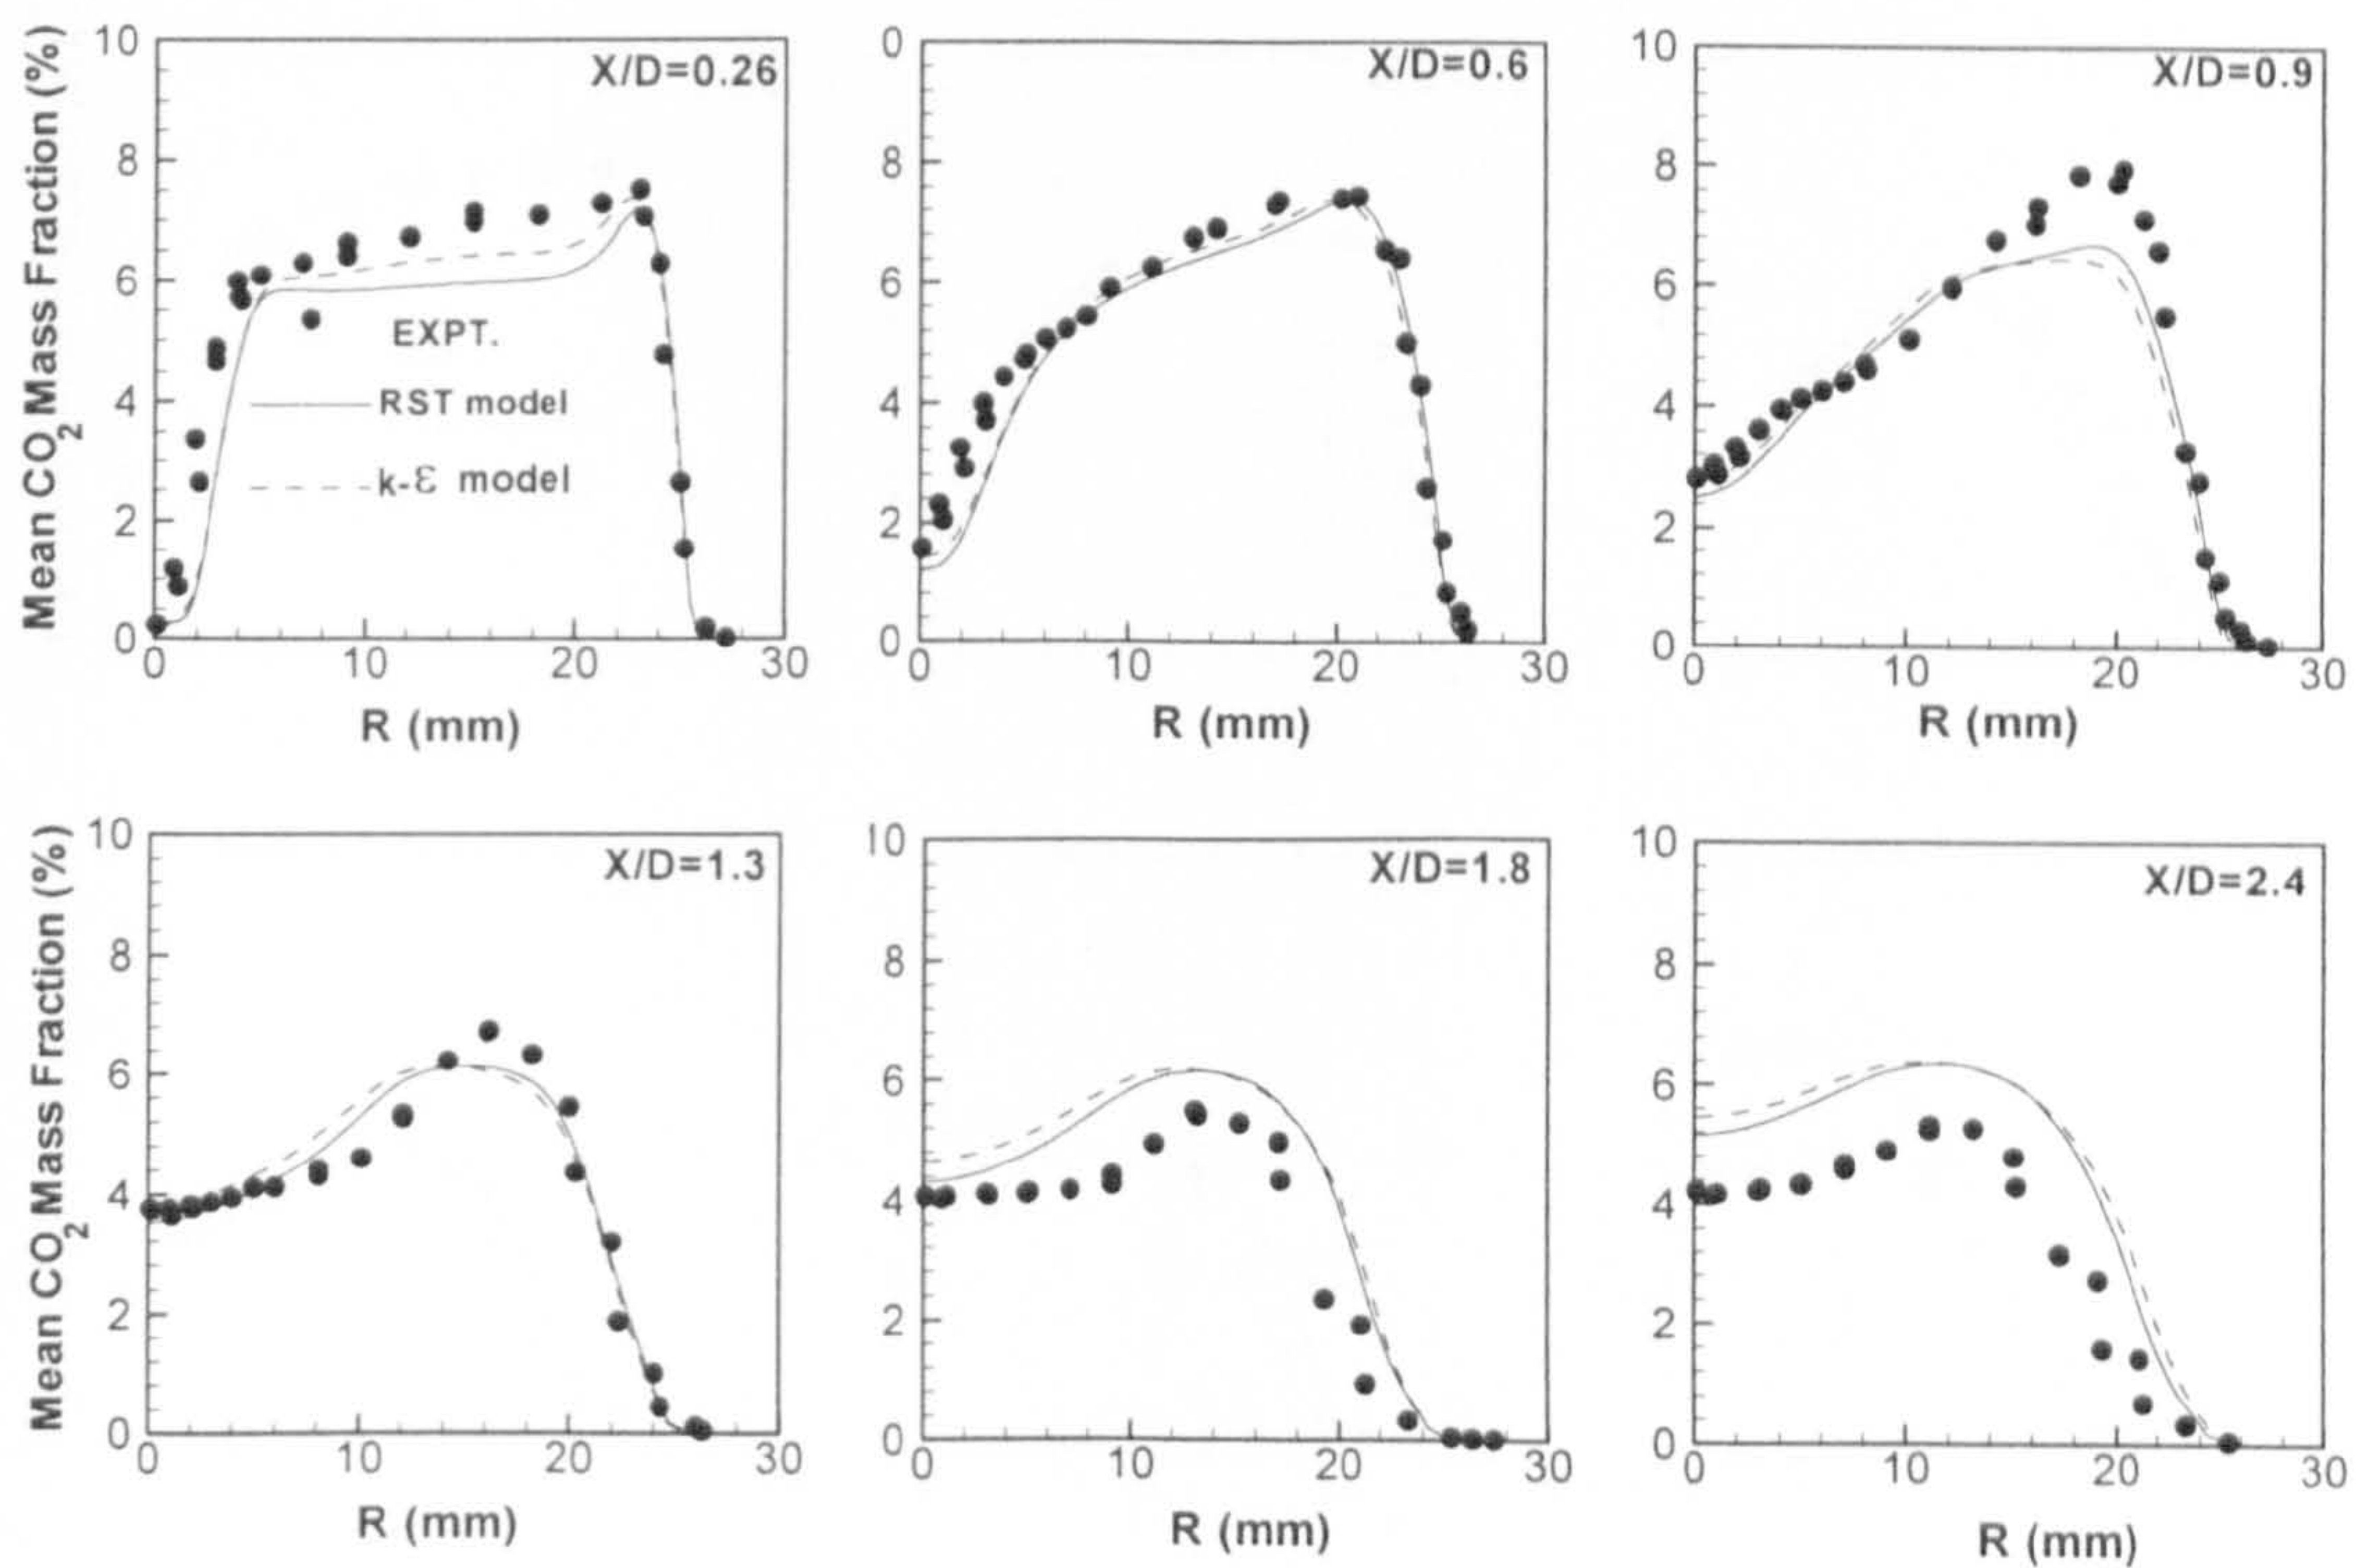 Mean CO2 Mass Fraction (%)
10
8
6
4
2
0
X/D=0.26
EXPT.
RST model
k-ε model
0 10 20 30
R (mm)
0
8
6
4
2
0
X/D=0.6
0 10 20 30
R (mm)
10
8
6
4
2
0
X/D=0.9
0 10 20 30
R (mm)
Mean CO2 Mass Fraction (%)
10
8
6
4
2
0
X/D=1.3
0 10 20 30
R (mm)
10
8
6
4
2
0
X/D=1.8
0 10 20 30
R (mm)
10
8
6
4
2
0
X/D=2.4
0 10 20 30
R (mm)